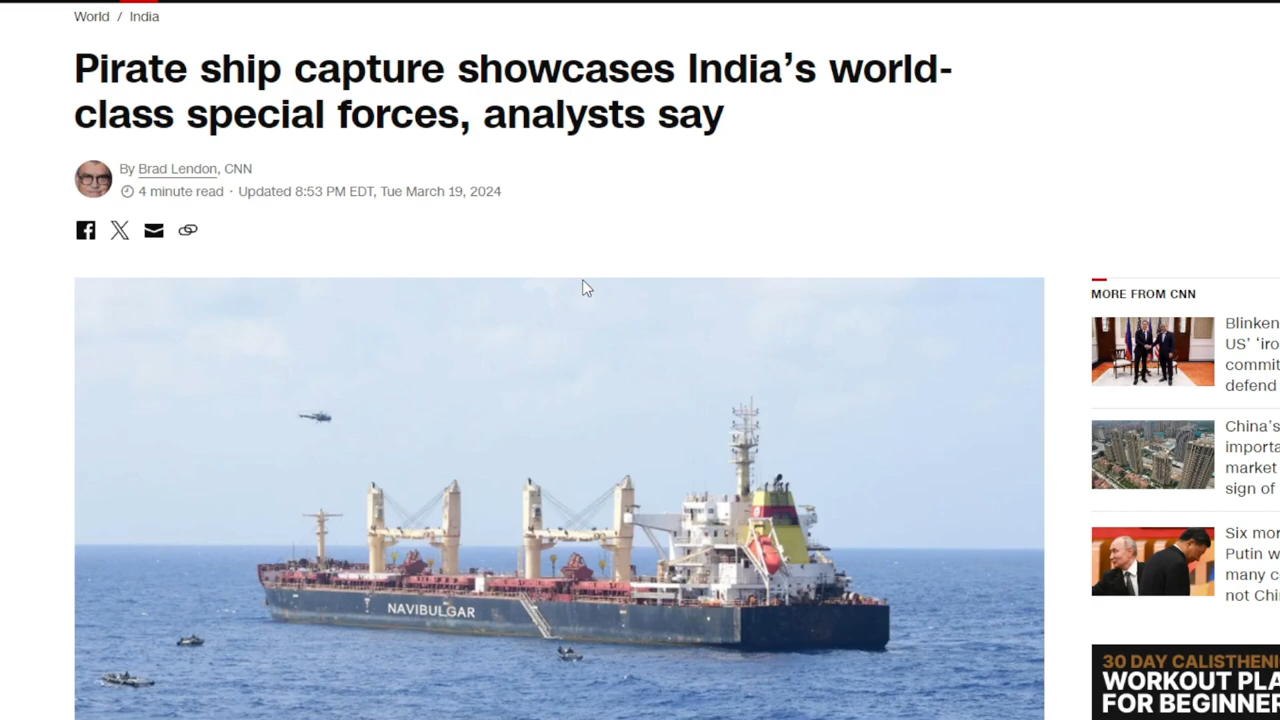 World / India
Pirate ship capture showcases India's world-
class special forces, analysts say
By Brad Lendon, CNN
4 minute read · Updated 8:53 PM EDT, Tue March 19, 2024
NAVIBULGAR
MORE FROM CNN
Blinken
US' 'iro
commit
defend
China's
importa
market
sign of
Six mor
Putin w
many c
not Chi
30 DAY CALISTHENI
WORKOUT PLA
FOR BEGINNER